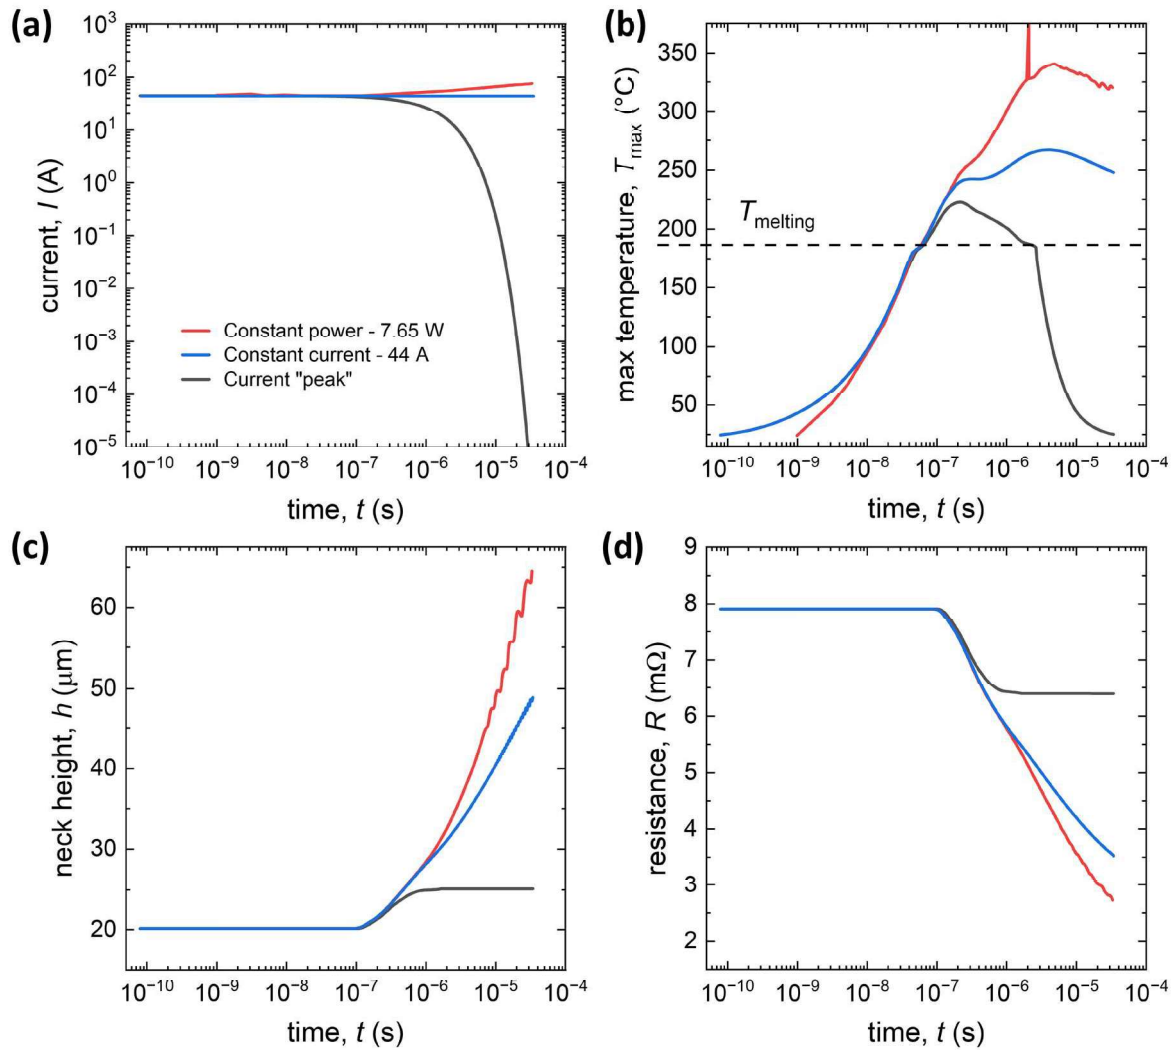 (a)
10³
10²
10¹
10⁰
10⁻¹
10⁻²
10⁻³
10⁻⁴
10⁻⁵
current, I (A)
Constant power - 7.65 W
Constant current - 44 A
Current "peak"
10⁻¹⁰ 10⁻⁹ 10⁻⁸ 10⁻⁷ 10⁻⁶ 10⁻⁵ 10⁻⁴
time, t (s)
(b)
350
300
250
200
150
100
50
max temperature, Tmax (°C)
Tmelting
10⁻¹⁰ 10⁻⁹ 10⁻⁸ 10⁻⁷ 10⁻⁶ 10⁻⁵ 10⁻⁴
time, t (s)
(c)
60
50
40
30
20
neck height, h (μm)
10⁻¹⁰ 10⁻⁹ 10⁻⁸ 10⁻⁷ 10⁻⁶ 10⁻⁵ 10⁻⁴
time, t (s)
(d)
9
8
7
6
5
4
3
2
resistance, R (mΩ)
10⁻¹⁰ 10⁻⁹ 10⁻⁸ 10⁻⁷ 10⁻⁶ 10⁻⁵ 10⁻⁴
time, t (s)